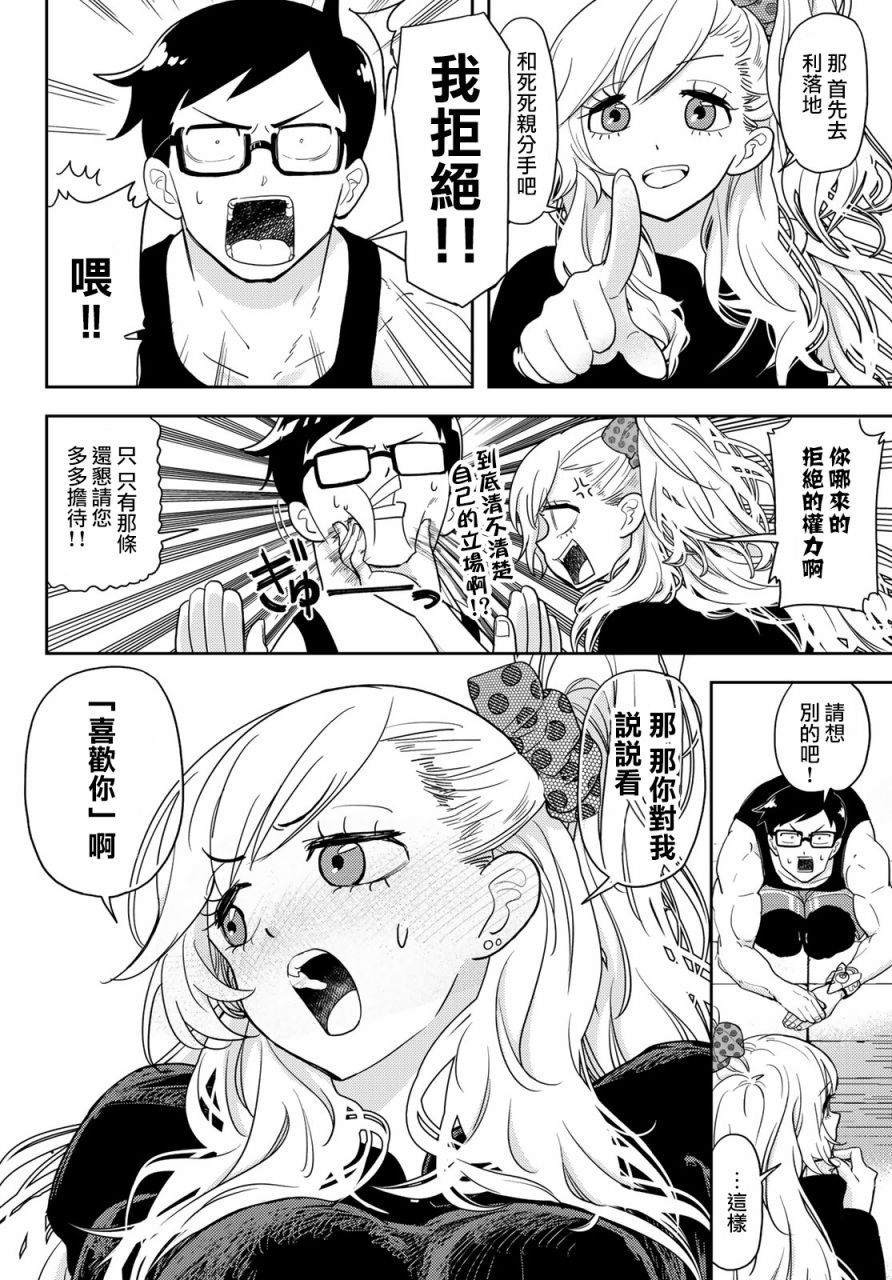 那 首先去
利落地
和死死親分手吧
我拒絕!!
喂!!
你哪來的
拒絕的權力啊
到底清不清楚
自己的立場啊!?
ぎゅっ
只 只有那條
還懇請您
多多擔待!!
請想
別的吧!
…這樣
那 那你對我
説説看
「喜歡你」啊